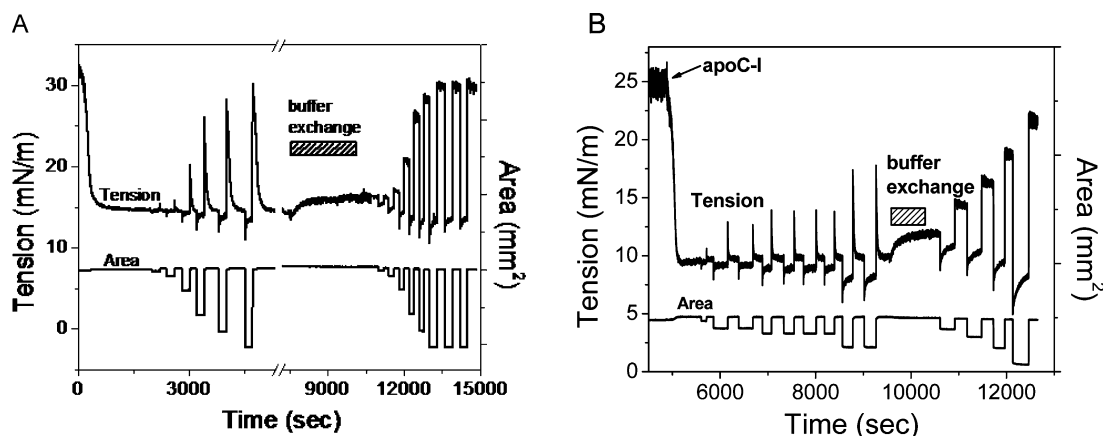 A
Tension (mN/m)
30
20
10
0
buffer
exchange
Tension
Area
Area (mm²)
0
3000
9000
12000
15000
Time (sec)
B
Tension (mN/m)
25
20
15
10
5
0
apoC-I
Tension
buffer
exchange
Area
Area (mm²)
6000
8000
10000
12000
Time (sec)